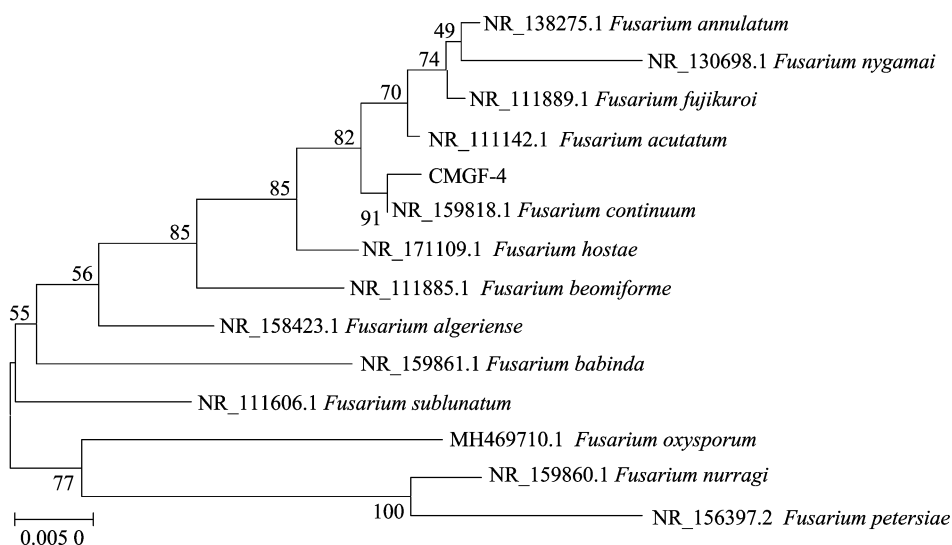 NR_138275.1 Fusarium annulatum
49
NR_130698.1 Fusarium nygamai
74
NR_111889.1 Fusarium fujikuroi
70
NR_111142.1 Fusarium acutatum
82
CMGF-4
85
91
NR_159818.1 Fusarium continuum
85
NR_171109.1 Fusarium hostae
56
NR_111885.1 Fusarium beomiforme
55
NR_158423.1 Fusarium algeriense
NR_159861.1 Fusarium babinda
NR_111606.1 Fusarium sublunatum
MH469710.1 Fusarium oxysporum
77
NR_159860.1 Fusarium nurragi
100
NR_156397.2 Fusarium petersiae
0.005 0